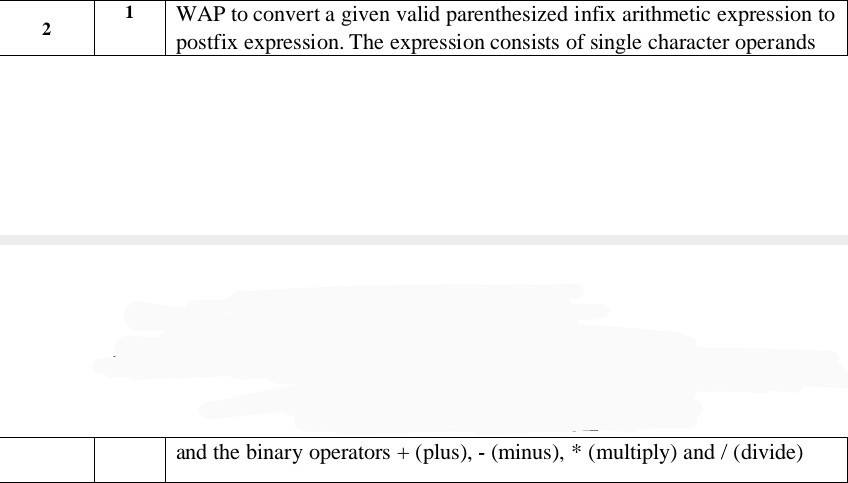 2
1
WAP to convert a given valid parenthesized infix arithmetic expression to
postfix expression. The expression consists of single character operands
and the binary operators + (plus), - (minus), * (multiply) and / (divide)